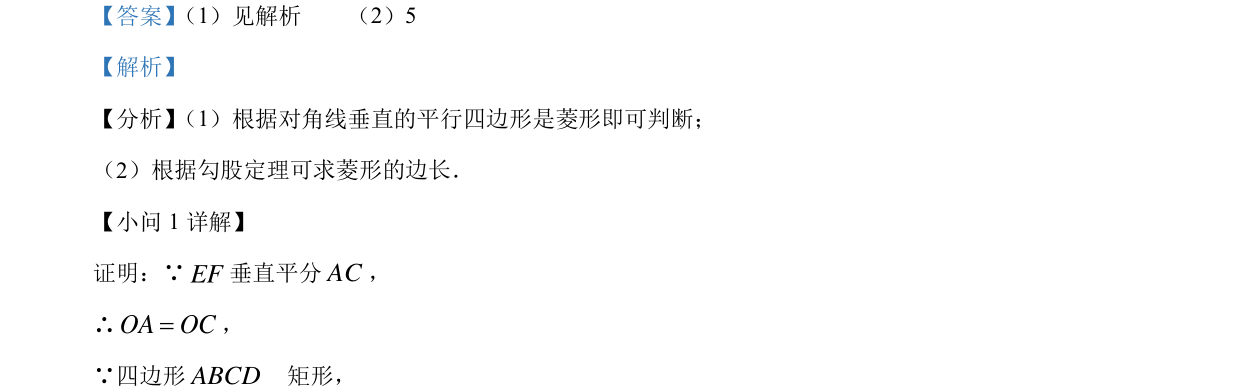 【答案】（1）见解析　　（2）5
【解析】
【分析】（1）根据对角线垂直的平行四边形是菱形即可判断；
（2）根据勾股定理可求菱形的边长．
【小问 1 详解】
证明：∵ EF 垂直平分 AC，
∴ OA = OC，
∵四边形 ABCD　矩形，